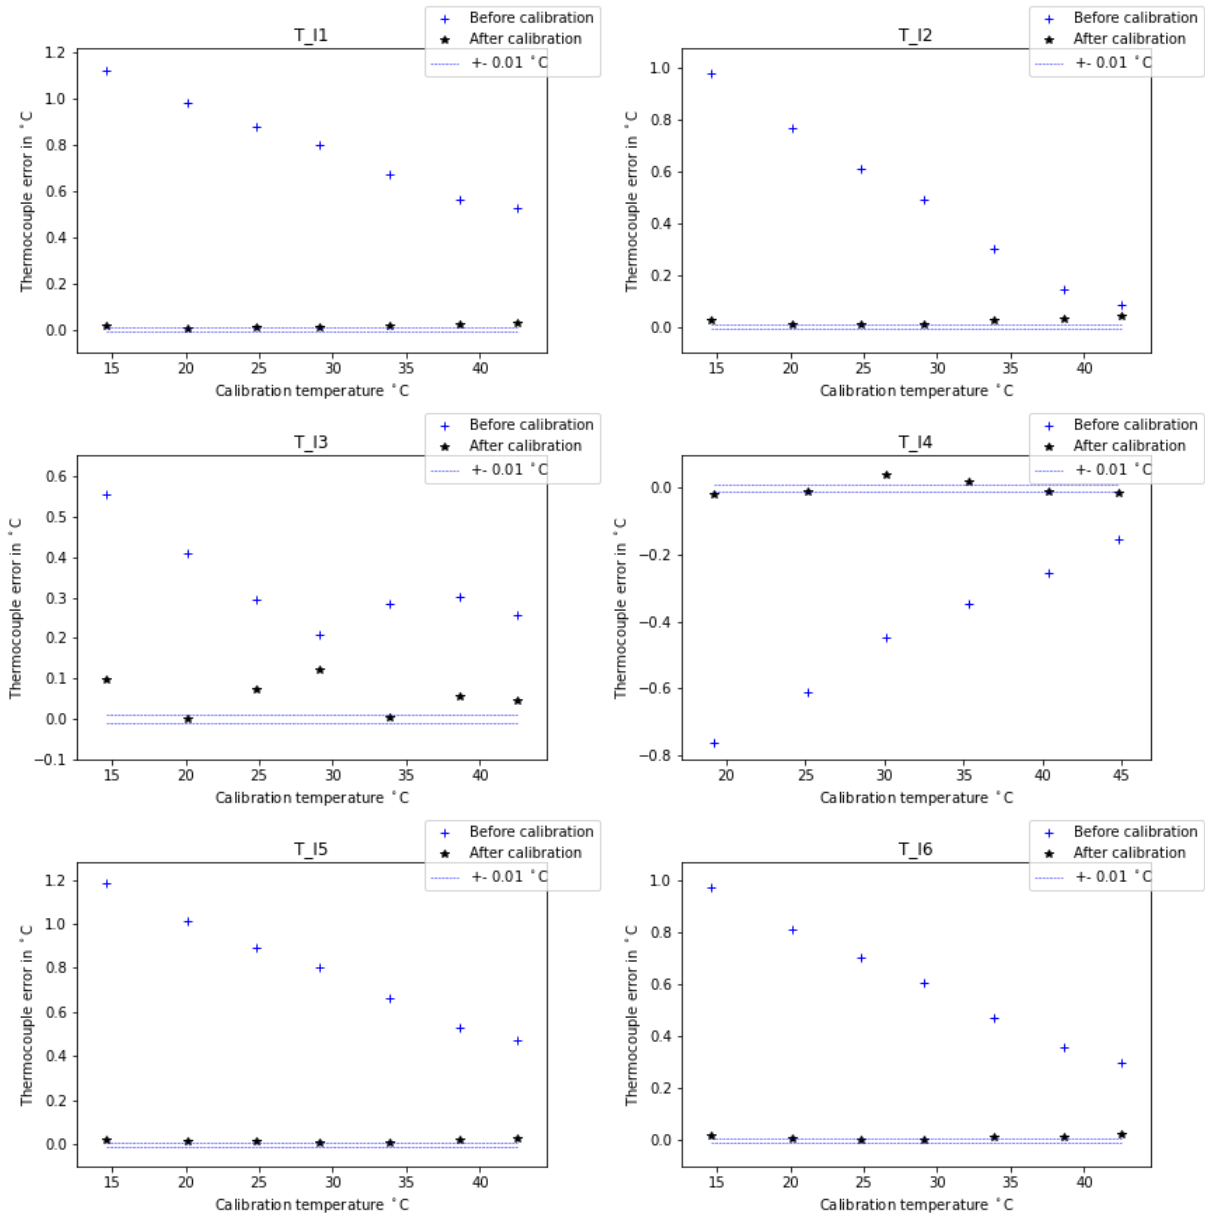 T_I1
Before calibration
After calibration
+- 0.01 °C
1.2
1.0
0.8
0.6
0.4
0.2
0.0
Thermocouple error in °C
15 20 25 30 35 40
Calibration temperature °C
T_I2
Before calibration
After calibration
+- 0.01 °C
1.0
0.8
0.6
0.4
0.2
0.0
Thermocouple error in °C
15 20 25 30 35 40
Calibration temperature °C
T_I3
Before calibration
After calibration
+- 0.01 °C
0.6
0.5
0.4
0.3
0.2
0.1
0.0
−0.1
Thermocouple error in °C
15 20 25 30 35 40
Calibration temperature °C
T_I4
Before calibration
After calibration
+- 0.01 °C
0.0
−0.2
−0.4
−0.6
−0.8
Thermocouple error in °C
20 25 30 35 40 45
Calibration temperature °C
T_I5
Before calibration
After calibration
+- 0.01 °C
1.2
1.0
0.8
0.6
0.4
0.2
0.0
Thermocouple error in °C
15 20 25 30 35 40
Calibration temperature °C
T_I6
Before calibration
After calibration
+- 0.01 °C
1.0
0.8
0.6
0.4
0.2
0.0
Thermocouple error in °C
15 20 25 30 35 40
Calibration temperature °C